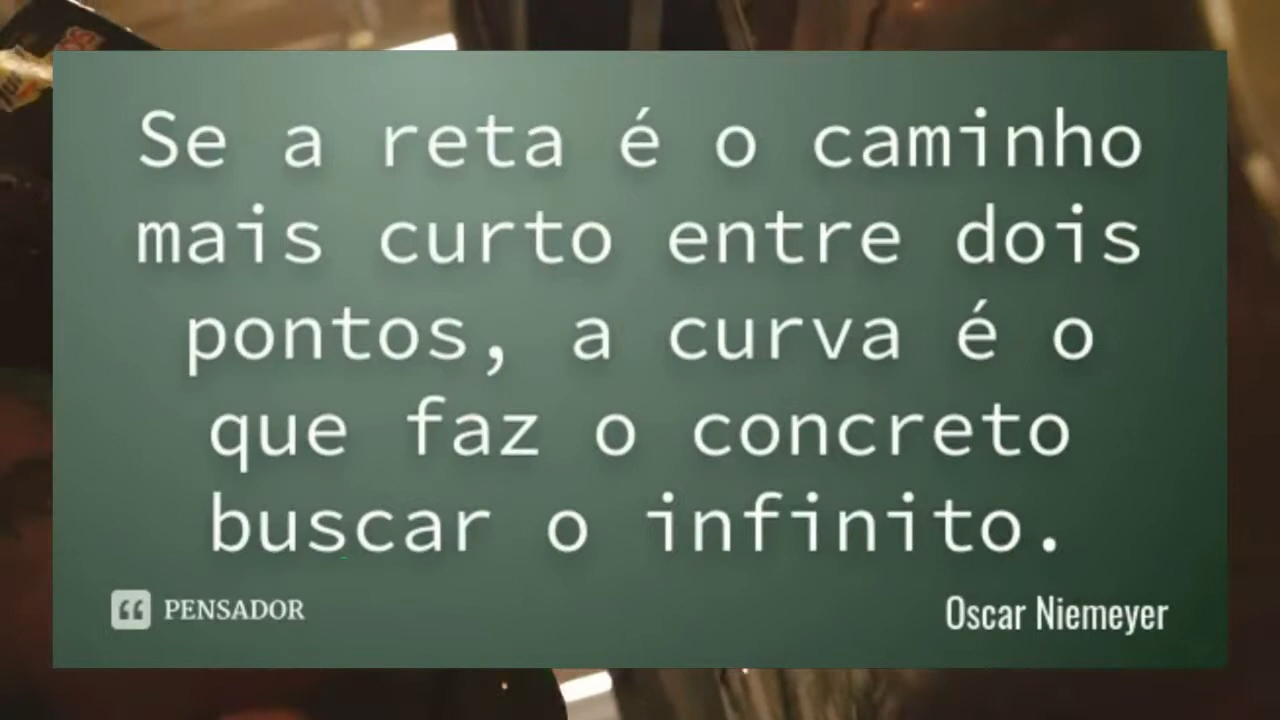 Se a reta é o caminho
mais curto entre dois
pontos, a curva é o
que faz o concreto
buscar o infinito.
PENSADOR
Oscar Niemeyer